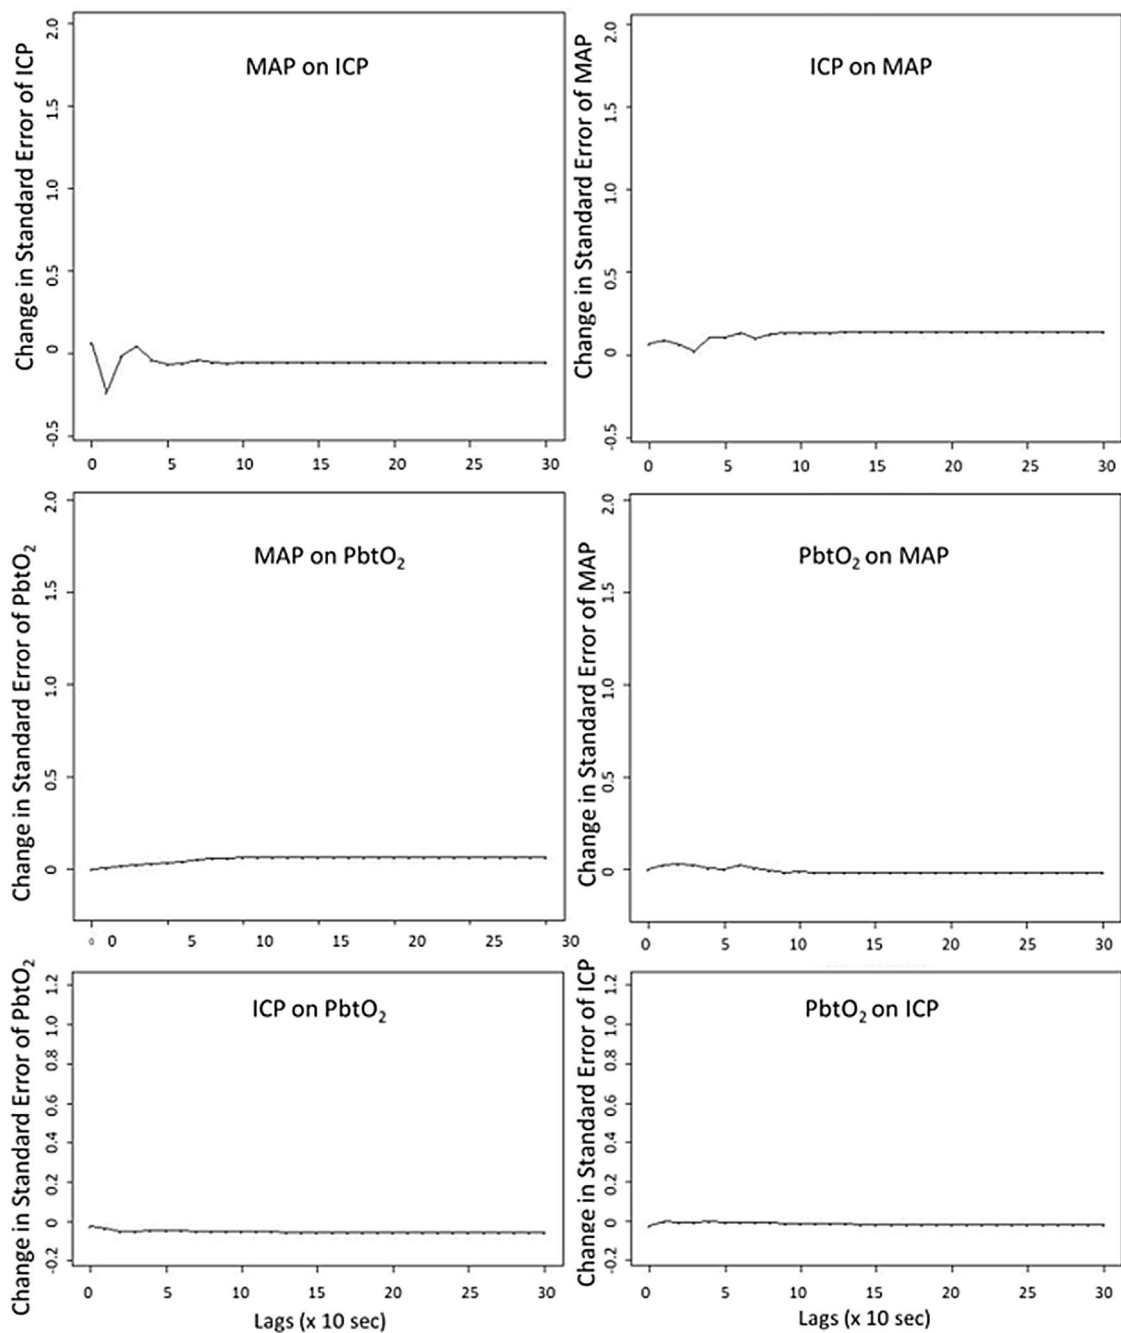 Change in Standard Error of ICP
2.0
1.5
1.0
0.5
0
-0.5
MAP on ICP
0 5 10 15 20 25 30
Change in Standard Error of MAP
2.0
1.5
1.0
0.5
0
-0.5
ICP on MAP
0 5 10 15 20 25 30
Change in Standard Error of PbtO₂
2.0
1.5
1.0
0.5
0
MAP on PbtO₂
0 0 5 10 15 20 25 30
Change in Standard Error of MAP
2.0
1.5
1.0
0.5
0
PbtO₂ on MAP
0 5 10 15 20 25 30
Change in Standard Error of PbtO₂
1.2
1.0
0.8
0.6
0.4
0.2
0
-0.2
ICP on PbtO₂
0 5 10 15 20 25 30
Lags (x 10 sec)
Change in Standard Error of ICP
1.2
1.0
0.8
0.6
0.4
0.2
0
-0.2
PbtO₂ on ICP
0 5 10 15 20 25 30
Lags (x 10 sec)